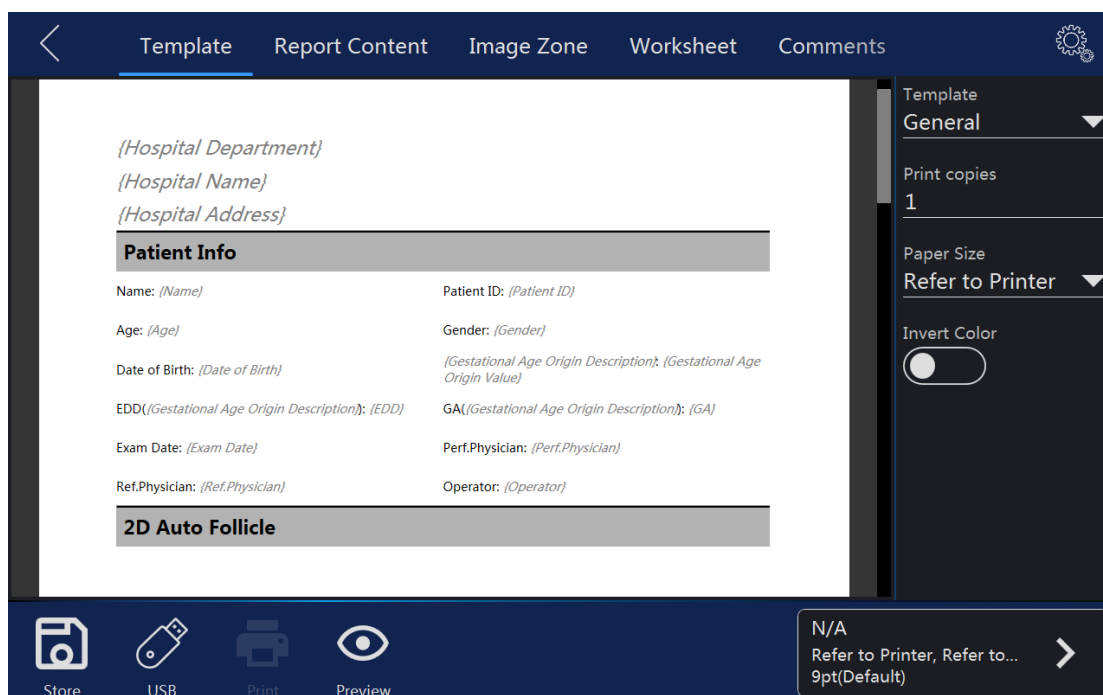 Template Report Content Image Zone Worksheet Comments
{Hospital Department}
{Hospital Name}
{Hospital Address}
Patient Info
Name: {Name} Patient ID: {Patient ID}
Age: {Age} Gender: {Gender}
Date of Birth: {Date of Birth} {Gestational Age Origin Description}: {Gestational Age
Origin Value}
EDD({Gestational Age Origin Description}): {EDD} GA({Gestational Age Origin Description}): {GA}
Exam Date: {Exam Date} Perf.Physician: {Perf.Physician}
Ref.Physician: {Ref.Physician} Operator: {Operator}
2D Auto Follicle
Template
General
Print copies
1
Paper Size
Refer to Printer
Invert Color
Store USB Print Preview
N/A
Refer to Printer, Refer to...
9pt(Default)